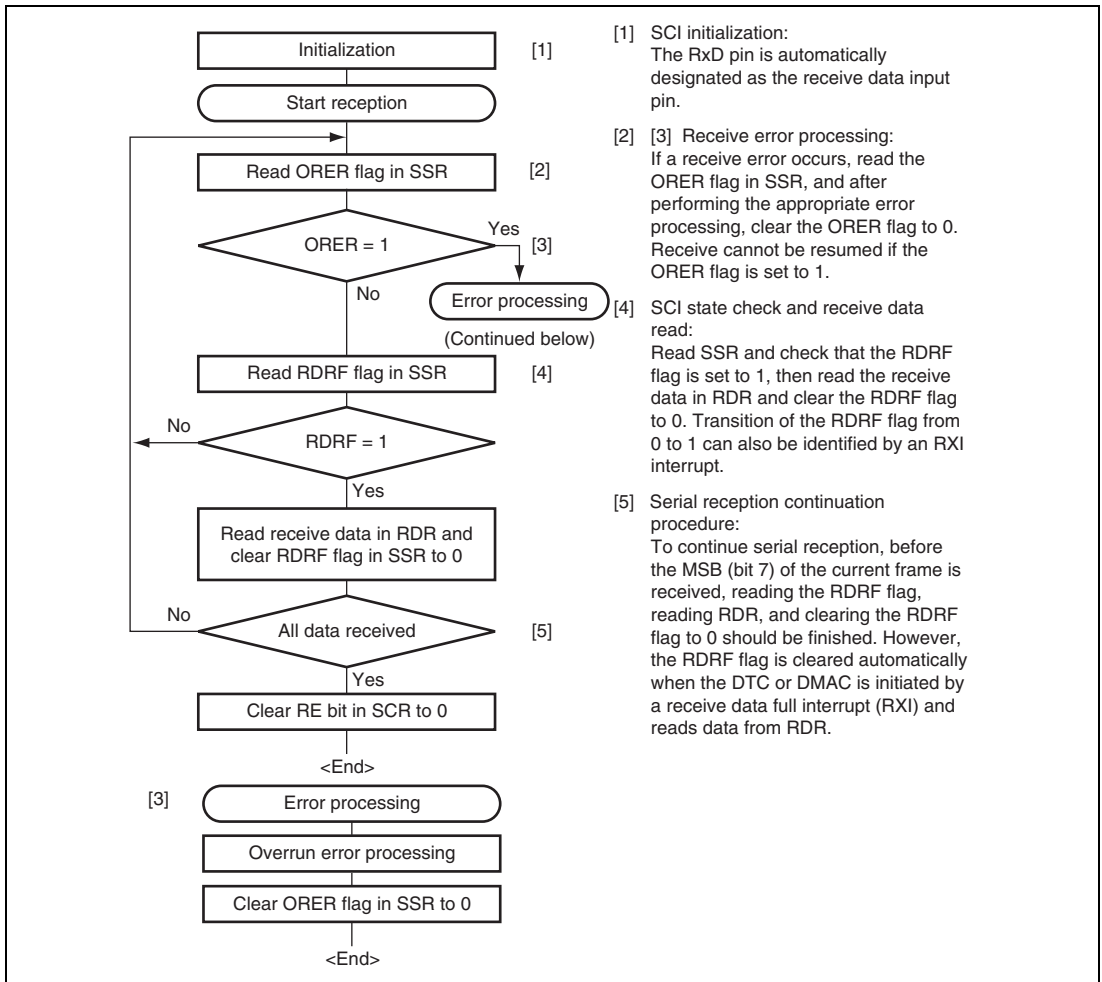 Initialization
[1]
Start reception
Read ORER flag in SSR
[2]
ORER = 1
Yes
[3]
No
Error processing
(Continued below)
Read RDRF flag in SSR
[4]
No
RDRF = 1
Yes
Read receive data in RDR and
clear RDRF flag in SSR to 0
No
All data received
[5]
Yes
Clear RE bit in SCR to 0
<End>
[3]
Error processing
Overrun error processing
Clear ORER flag in SSR to 0
<End>
[1] SCI initialization:
The RxD pin is automatically
designated as the receive data input
pin.
[2] [3] Receive error processing:
If a receive error occurs, read the
ORER flag in SSR, and after
performing the appropriate error
processing, clear the ORER flag to 0.
Receive cannot be resumed if the
ORER flag is set to 1.
[4] SCI state check and receive data
read:
Read SSR and check that the RDRF
flag is set to 1, then read the receive
data in RDR and clear the RDRF flag
to 0. Transition of the RDRF flag from
0 to 1 can also be identified by an RXI
interrupt.
[5] Serial reception continuation
procedure:
To continue serial reception, before
the MSB (bit 7) of the current frame is
received, reading the RDRF flag,
reading RDR, and clearing the RDRF
flag to 0 should be finished. However,
the RDRF flag is cleared automatically
when the DTC or DMAC is initiated by
a receive data full interrupt (RXI) and
reads data from RDR.